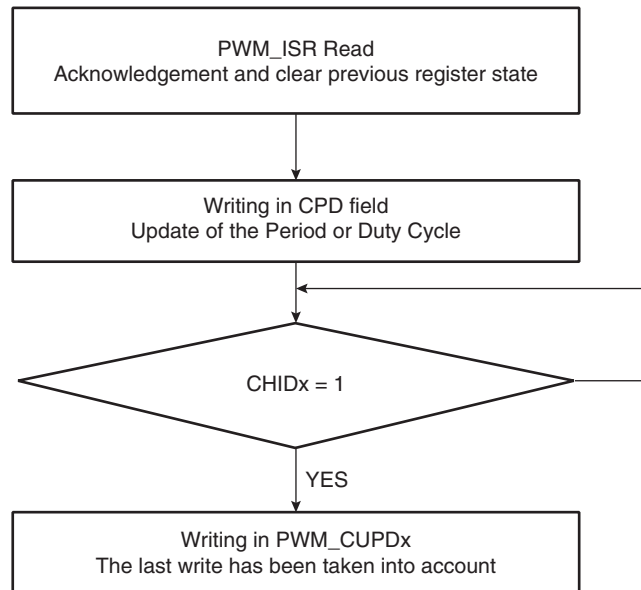 PWM_ISR Read
Acknowledgement and clear previous register state
Writing in CPD field
Update of the Period or Duty Cycle
CHIDx = 1
YES
Writing in PWM_CUPDx
The last write has been taken into account